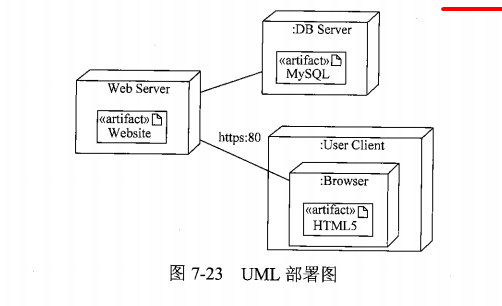 :DB Server
«artifact»
MySQL
Web Server
«artifact»
Website
https:80
:User Client
:Browser
«artifact»
HTML5
图 7-23 UML 部署图